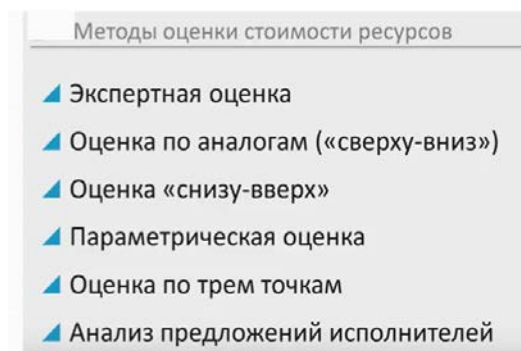 Методы оценки стоимости ресурсов
Экспертная оценка
Оценка по аналогам («сверху-вниз»)
Оценка «снизу-вверх»
Параметрическая оценка
Оценка по трем точкам
Анализ предложений исполнителей